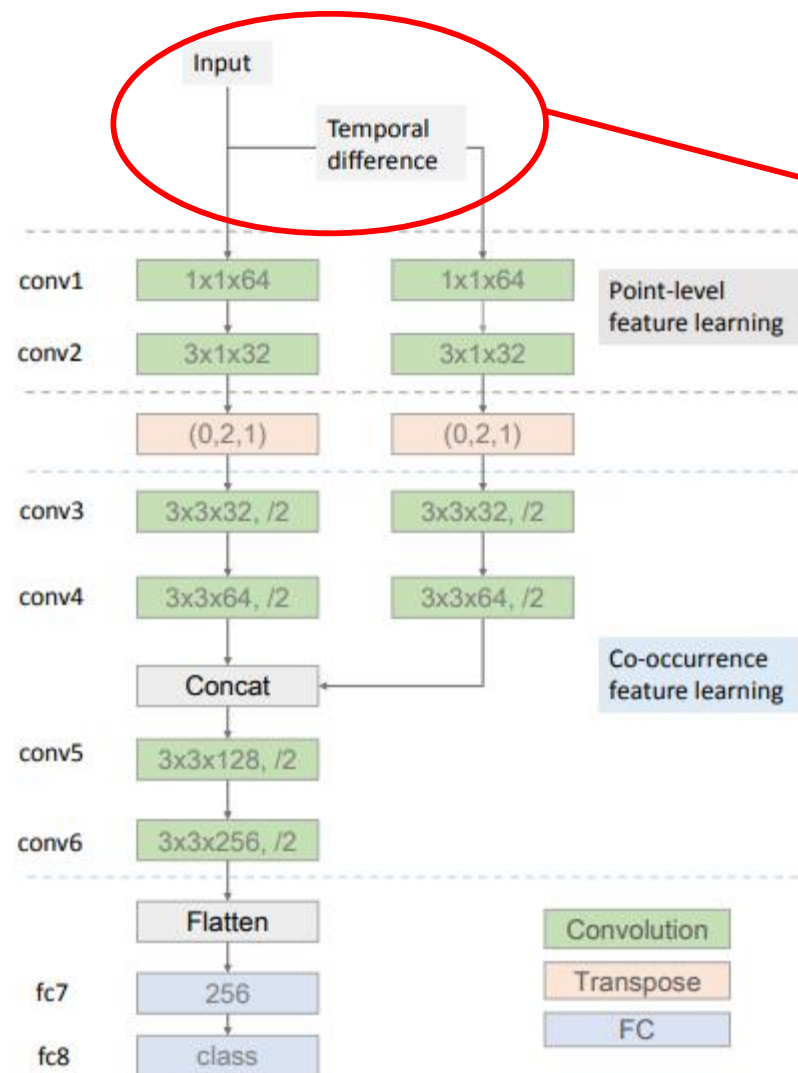 Input
Temporal
difference
conv1
1x1x64
1x1x64
Point-level
feature learning
conv2
3x1x32
3x1x32
(0,2,1)
(0,2,1)
conv3
3x3x32, /2
3x3x32, /2
conv4
3x3x64, /2
3x3x64, /2
Co-occurrence
feature learning
Concat
conv5
3x3x128, /2
conv6
3x3x256, /2
Flatten
Convolution
fc7
256
Transpose
FC
fc8
class